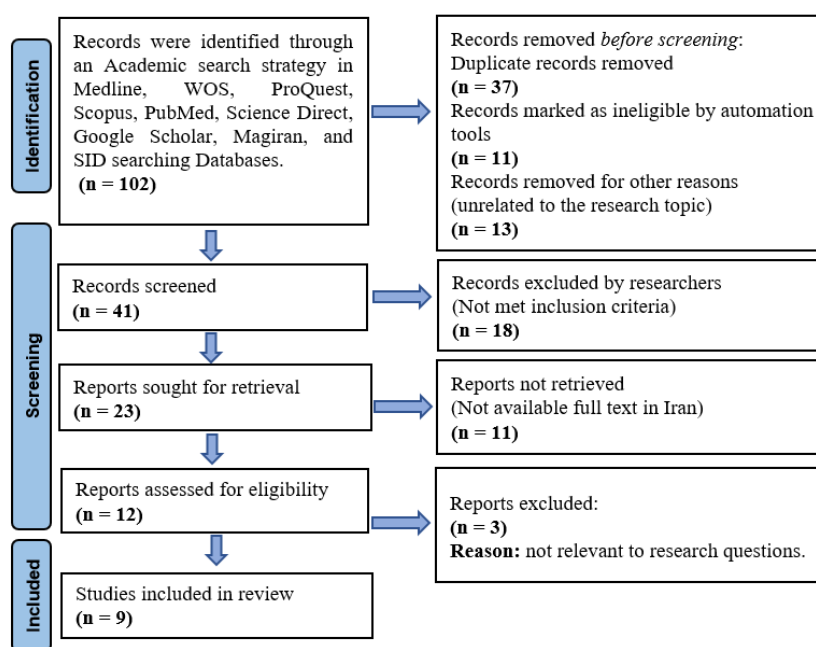 Identification
Records were identified through
an Academic search strategy in
Medline, WOS, ProQuest,
Scopus, PubMed, Science Direct,
Google Scholar, Magiran, and
SID searching Databases.
(n = 102)
Records removed before screening:
Duplicate records removed
(n = 37)
Records marked as ineligible by automation
tools
(n = 11)
Records removed for other reasons
(unrelated to the research topic)
(n = 13)
Screening
Records screened
(n = 41)
Records excluded by researchers
(Not met inclusion criteria)
(n = 18)
Reports sought for retrieval
(n = 23)
Reports not retrieved
(Not available full text in Iran)
(n = 11)
Reports assessed for eligibility
(n = 12)
Reports excluded:
(n = 3)
Reason: not relevant to research questions.
Included
Studies included in review
(n = 9)